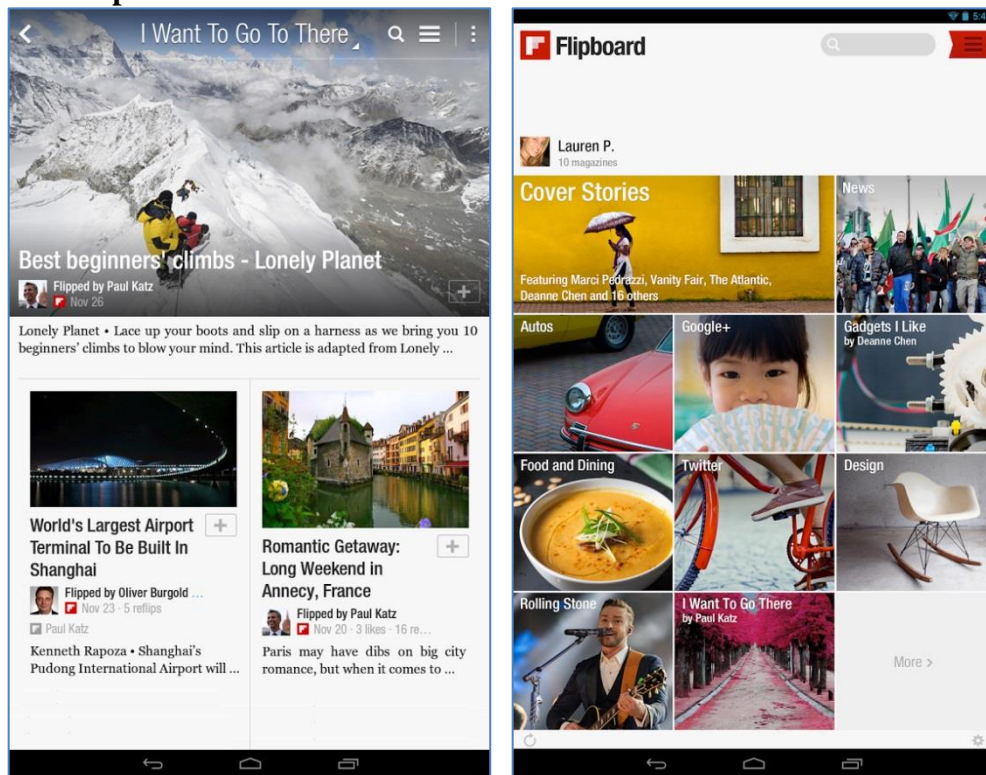 I Want To Go To There
Best beginners' climbs - Lonely Planet
Flipped by Paul Katz
Nov 26
Lonely Planet • Lace up your boots and slip on a harness as we bring you 10
beginners' climbs to blow your mind. This article is adapted from Lonely ...
World's Largest Airport
Terminal To Be Built In
Shanghai
Flipped by Oliver Burgold ...
Nov 23 · 5 reflips
Paul Katz
Kenneth Rapoza • Shanghai's
Pudong International Airport will ...
Romantic Getaway:
Long Weekend in
Annecy, France
Flipped by Paul Katz
Nov 20 · 3 likes · 16 re...
Paris may have dibs on big city
romance, but when it comes to ...
Flipboard
Lauren P.
10 magazines
Cover Stories
Featuring Marci Pedrazzi, Vanity Fair, The Atlantic,
Deanne Chen and 16 others
News
Autos
Google+
Gadgets I Like
by Deanne Chen
Food and Dining
Twitter
Design
Rolling Stone
I Want To Go There
by Paul Katz
More >